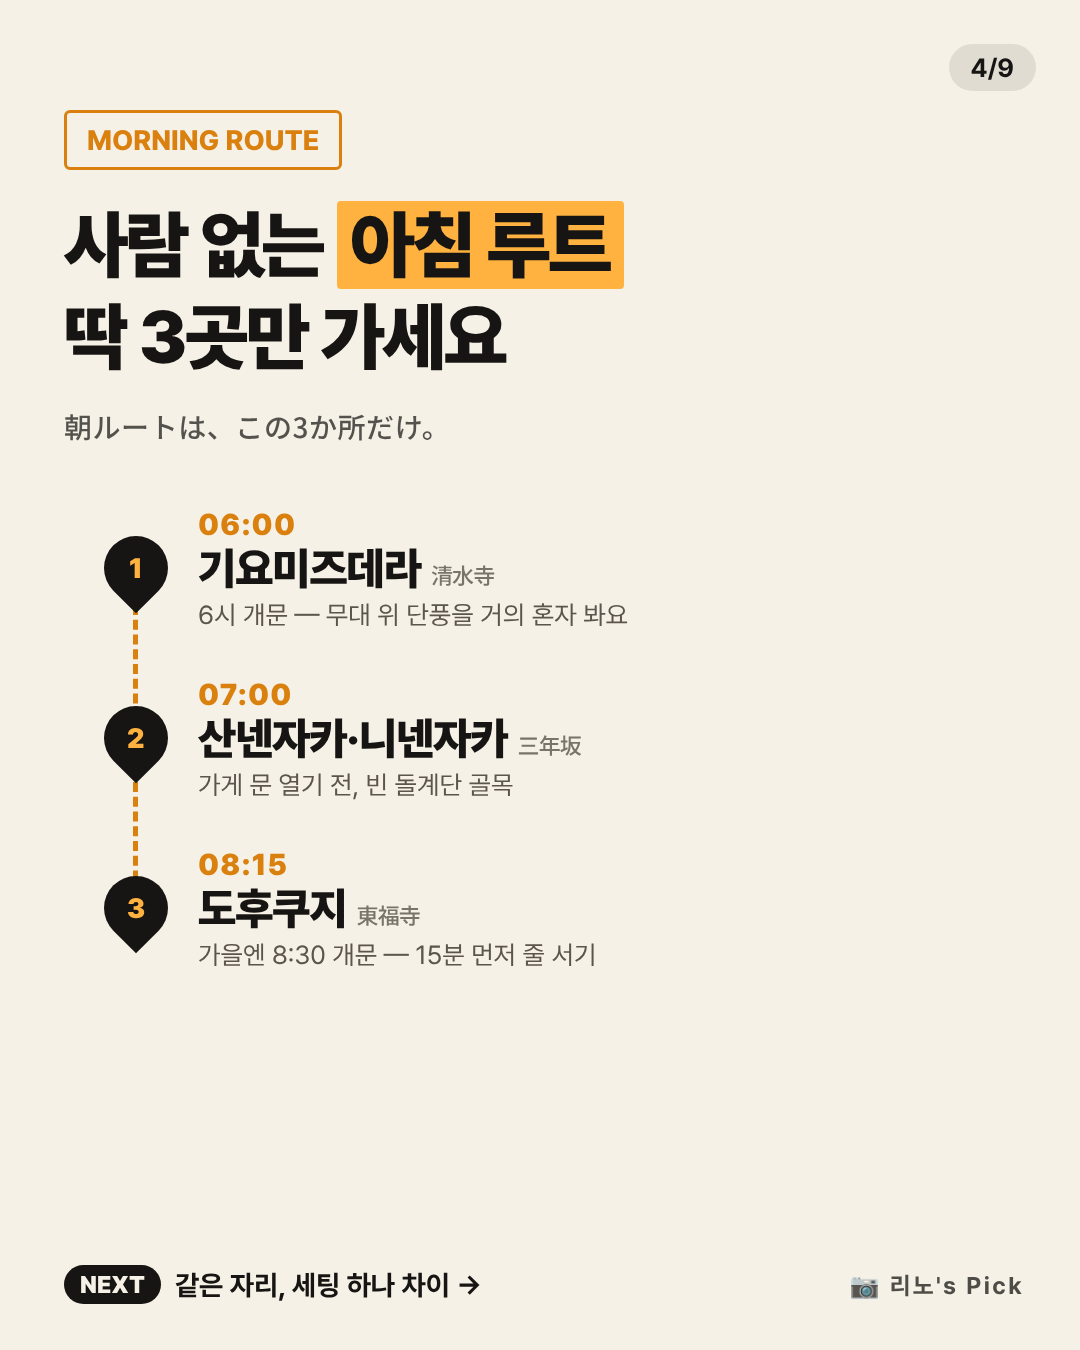 4/9
MORNING ROUTE
사람 없는 아침 루트
딱 3곳만 가세요
朝ルートは、この3か所だけ。
06:00
1
기요미즈데라 清水寺
6시 개문 — 무대 위 단풍을 거의 혼자 봐요
07:00
2
산넨자카·니넨자카 三年坂
가게 문 열기 전, 빈 돌계단 골목
08:15
3
도후쿠지 東福寺
가을엔 8:30 개문 — 15분 먼저 줄 서기
NEXT 같은 자리, 세팅 하나 차이 →
📷 리노's Pick